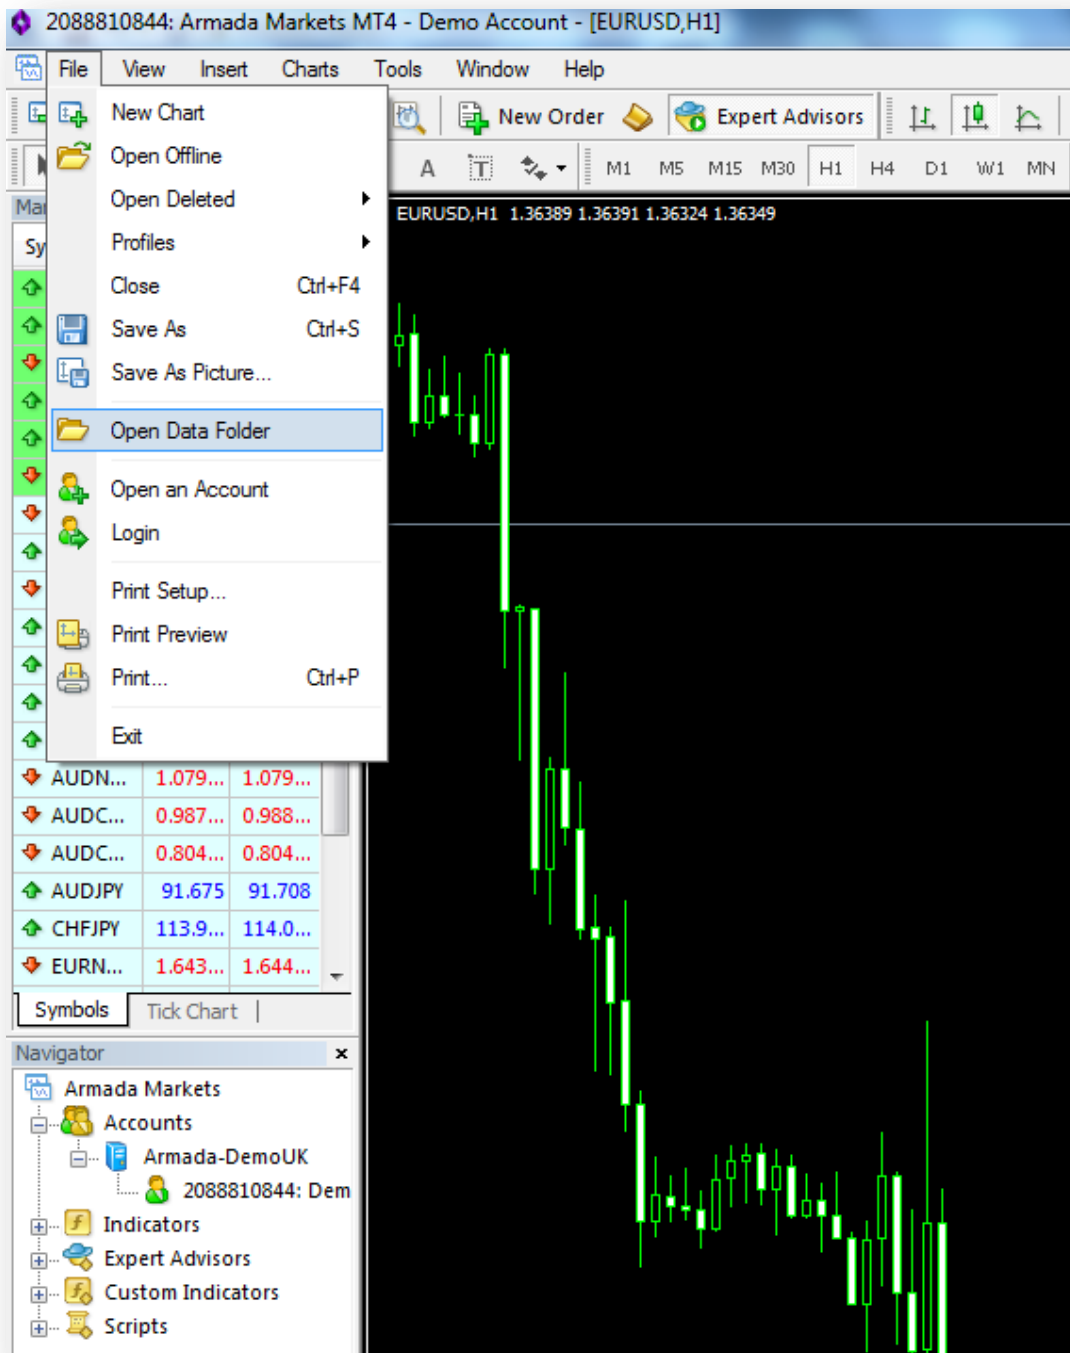 2088810844: Armada Markets MT4 - Demo Account - [EURUSD,H1]
File View Insert Charts Tools Window Help
New Order Expert Advisors
A T M1 M5 M15 M30 H1 H4 D1 W1 MN
New Chart
Open Offline
Open Deleted
Profiles
Close Ctrl+F4
Save As Ctrl+S
Save As Picture...
Open Data Folder
Open an Account
Login
Print Setup...
Print Preview
Print... Ctrl+P
Exit
Mar
Sy
EURUSD,H1 1.36389 1.36391 1.36324 1.36349
AUDN... 1.079... 1.079...
AUDC... 0.987... 0.988...
AUDC... 0.804... 0.804...
AUDJPY 91.675 91.708
CHFJPY 113.9... 114.0...
EURN... 1.643... 1.644...
Symbols Tick Chart |
Navigator x
Armada Markets
Accounts
Armada-DemoUK
2088810844: Dem
Indicators
Expert Advisors
Custom Indicators
Scripts